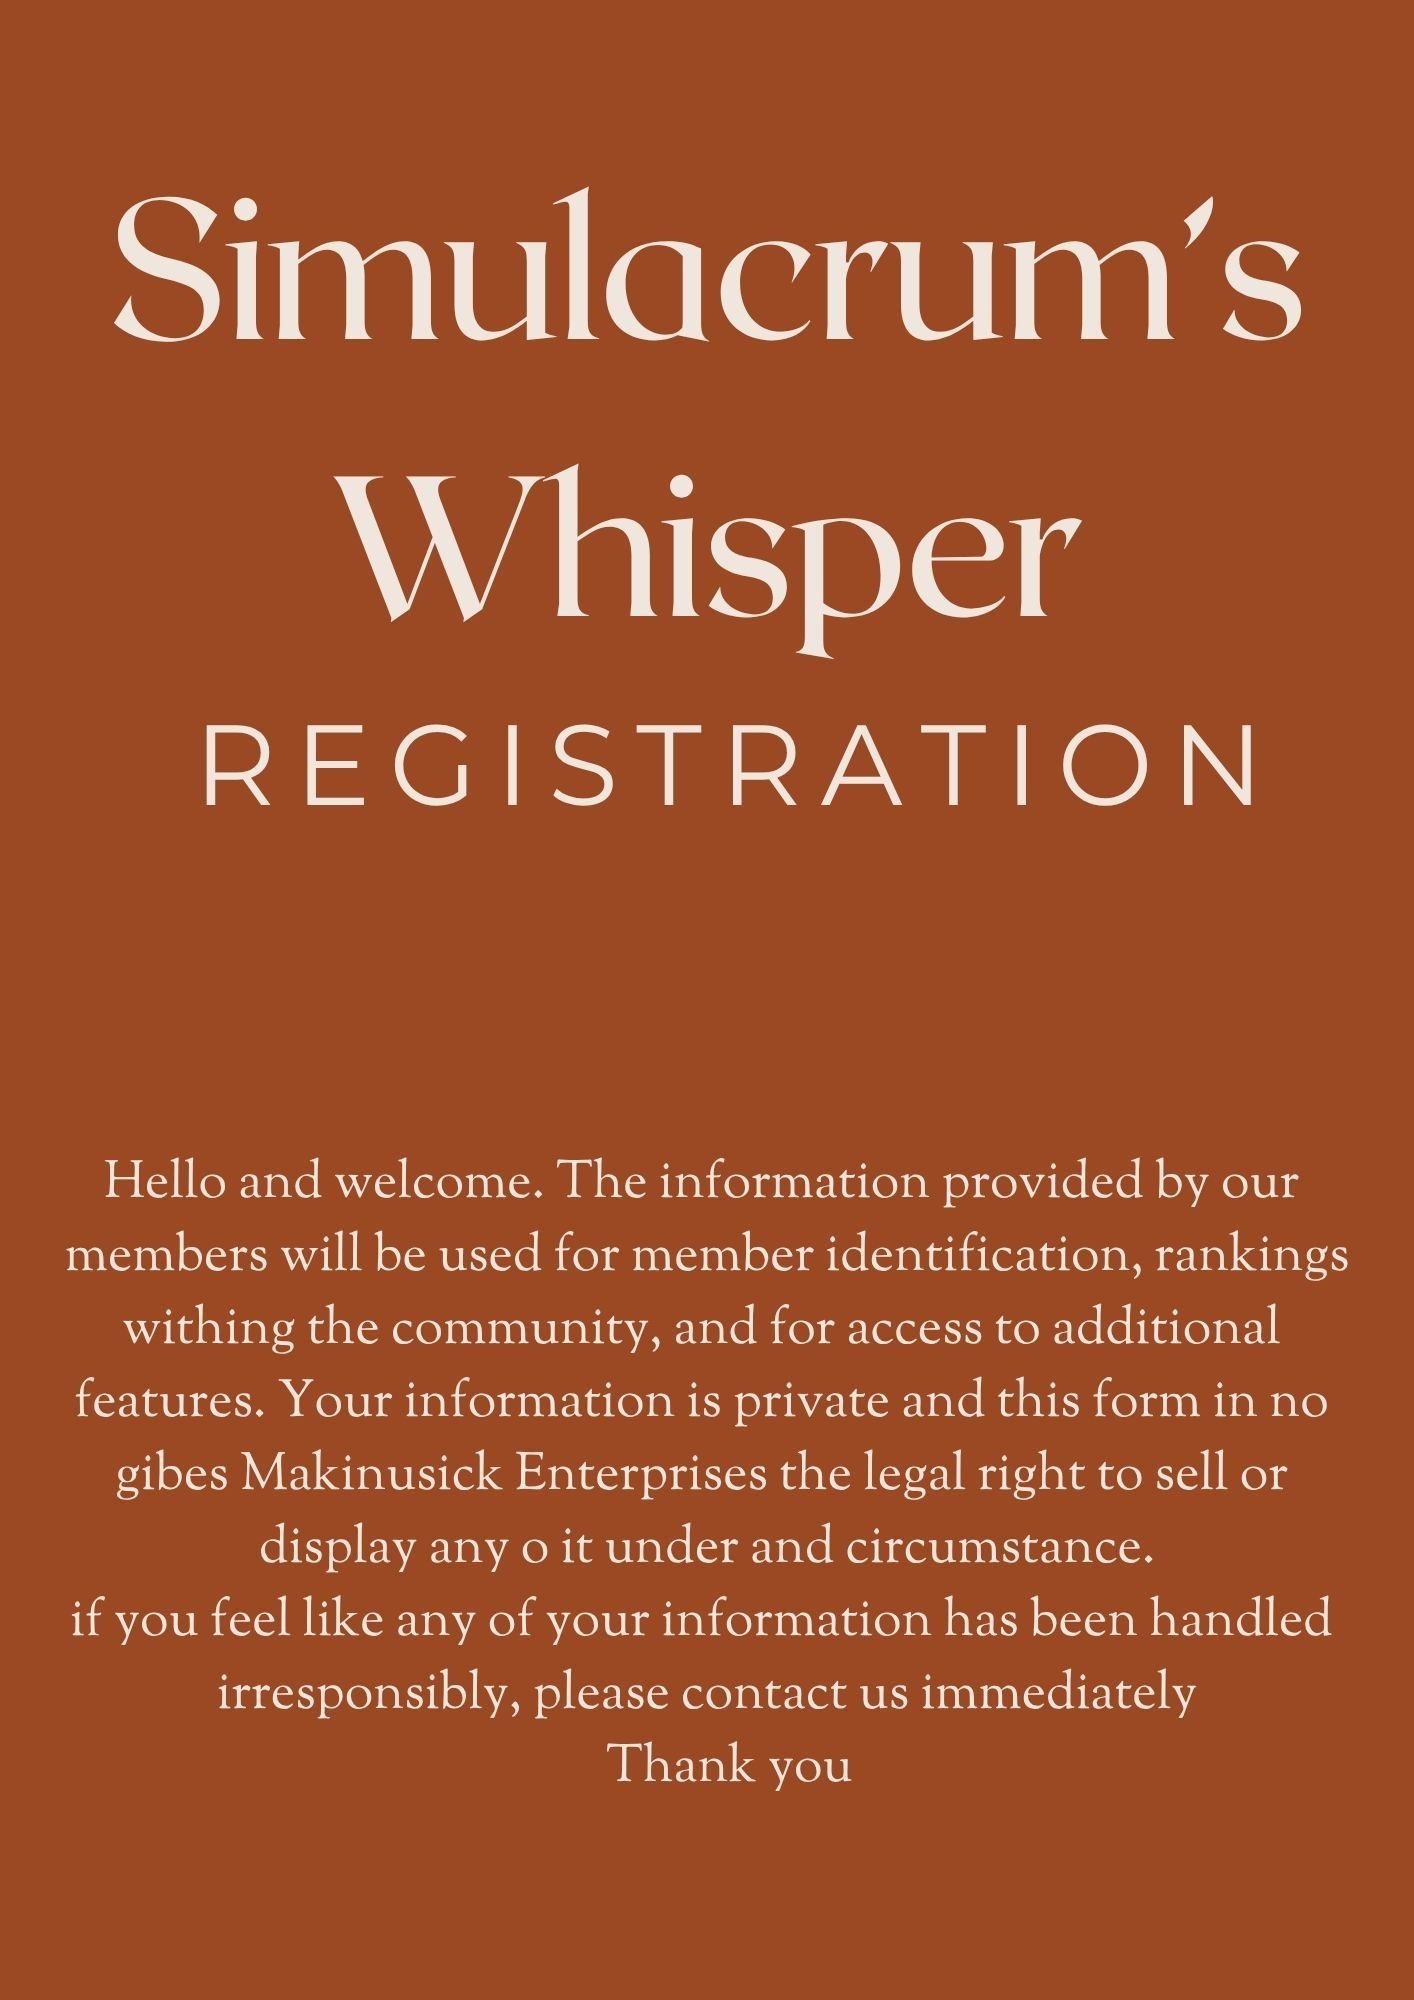 Simulacrum's
Whisper
REGISTRATION
Hello and welcome. The information provided by our
members will be used for member identification, rankings
withing the community, and for access to additional
features. Your information is private and this form in no
gibes Makinusick Enterprises the legal right to sell or
display any o it under and circumstance.
if you feel like any of your information has been handled
irresponsibly, please contact us immediately
Thank you